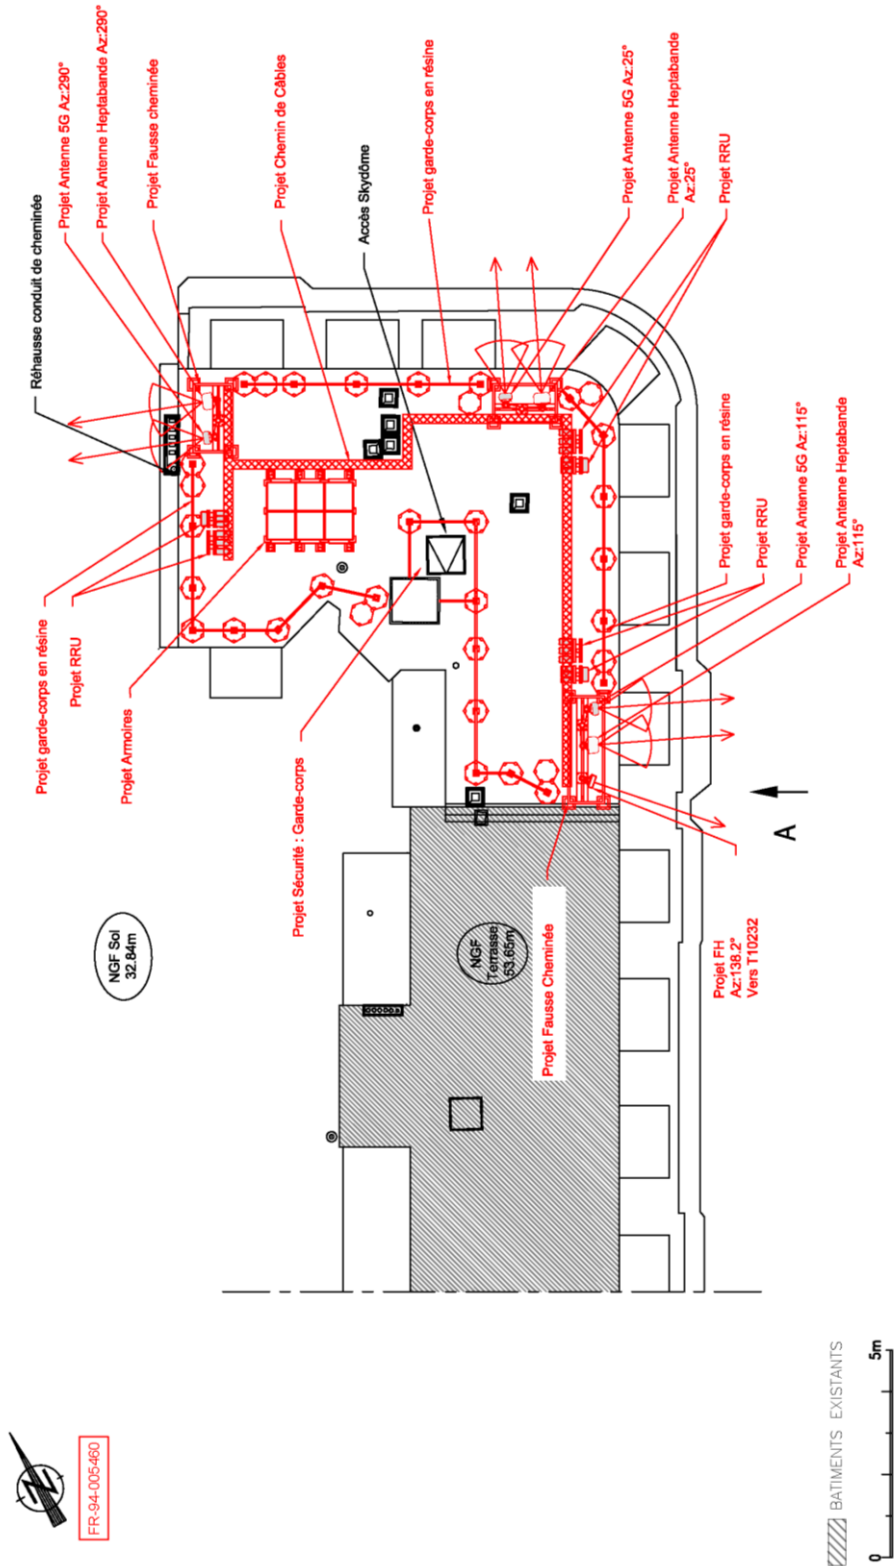 Réhausse conduit de cheminée
Projet Antenne 5G Az:290°
Projet Antenne Heptabande Az:290°
Projet Fausse cheminée
Projet Chemin de Câbles
Accès Skydôme
Projet garde-corps en résine
Projet Antenne 5G Az:25°
Projet Antenne Heptabande
Az:25°
Projet RRU
Projet garde-corps en résine
Projet RRU
Projet Armoires
Projet Sécurité : Garde-corps
Projet garde-corps en résine
Projet RRU
Projet Antenne 5G Az:115°
Projet Antenne Heptabande
Az:115°
A
NGF Sol
32.84m
NGF
Terrasse
53.65m
Projet Fausse Cheminée
Projet FH
Az:138.2°
Vers T10232
N
FR-94-005460
BATIMENTS EXISTANTS
0
5m